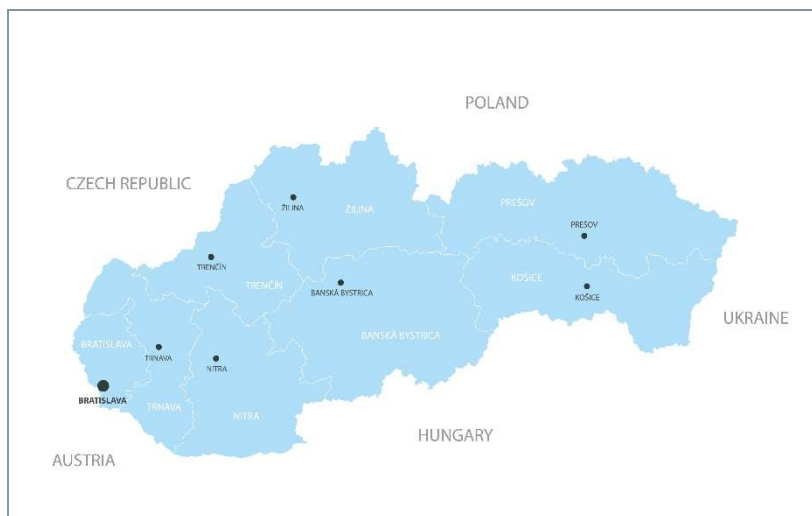 POLAND
CZECH REPUBLIC
ŽILINA
ŽILINA
PREŠOV
PREŠOV
TRENČÍN
TRENČÍN
KOŠICE
KOŠICE
BANSKÁ BYSTRICA
BANSKÁ BYSTRICA
UKRAINE
BRATISLAVA
TRNAVA
NITRA
BRATISLAVA
TRNAVA
NITRA
HUNGARY
AUSTRIA